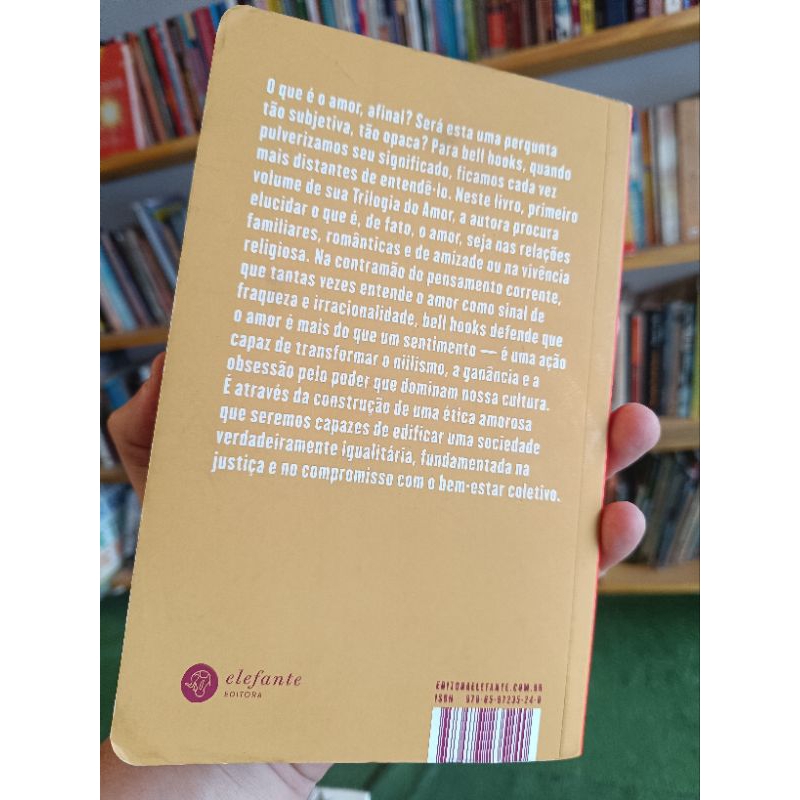 O que é o amor, afinal? Será esta uma pergunta
tão subjetiva, tão opaca? Para bell hooks, quando
pulverizamos seu significado, ficamos cada vez
mais distantes de entendê-lo. Neste livro, primeiro
volume de sua Trilogia do Amor, a autora procura
elucidar o que é, de fato, o amor, seja nas relações
familiares, românticas e de amizade ou na vivência
religiosa. Na contramão do pensamento corrente,
que tantas vezes entende o amor como sinal de
fraqueza e irracionalidade, bell hooks defende que
o amor é mais do que um sentimento — é uma ação
capaz de transformar o niilismo, a ganância e a
obsessão pelo poder que dominam nossa cultura.
É através da construção de uma ética amorosa
que seremos capazes de edificar uma sociedade
verdadeiramente igualitária, fundamentada na
justiça e no compromisso com o bem-estar coletivo.
elefante
EDITORA
EDITORAELEFANTE.COM.BR
ISBN